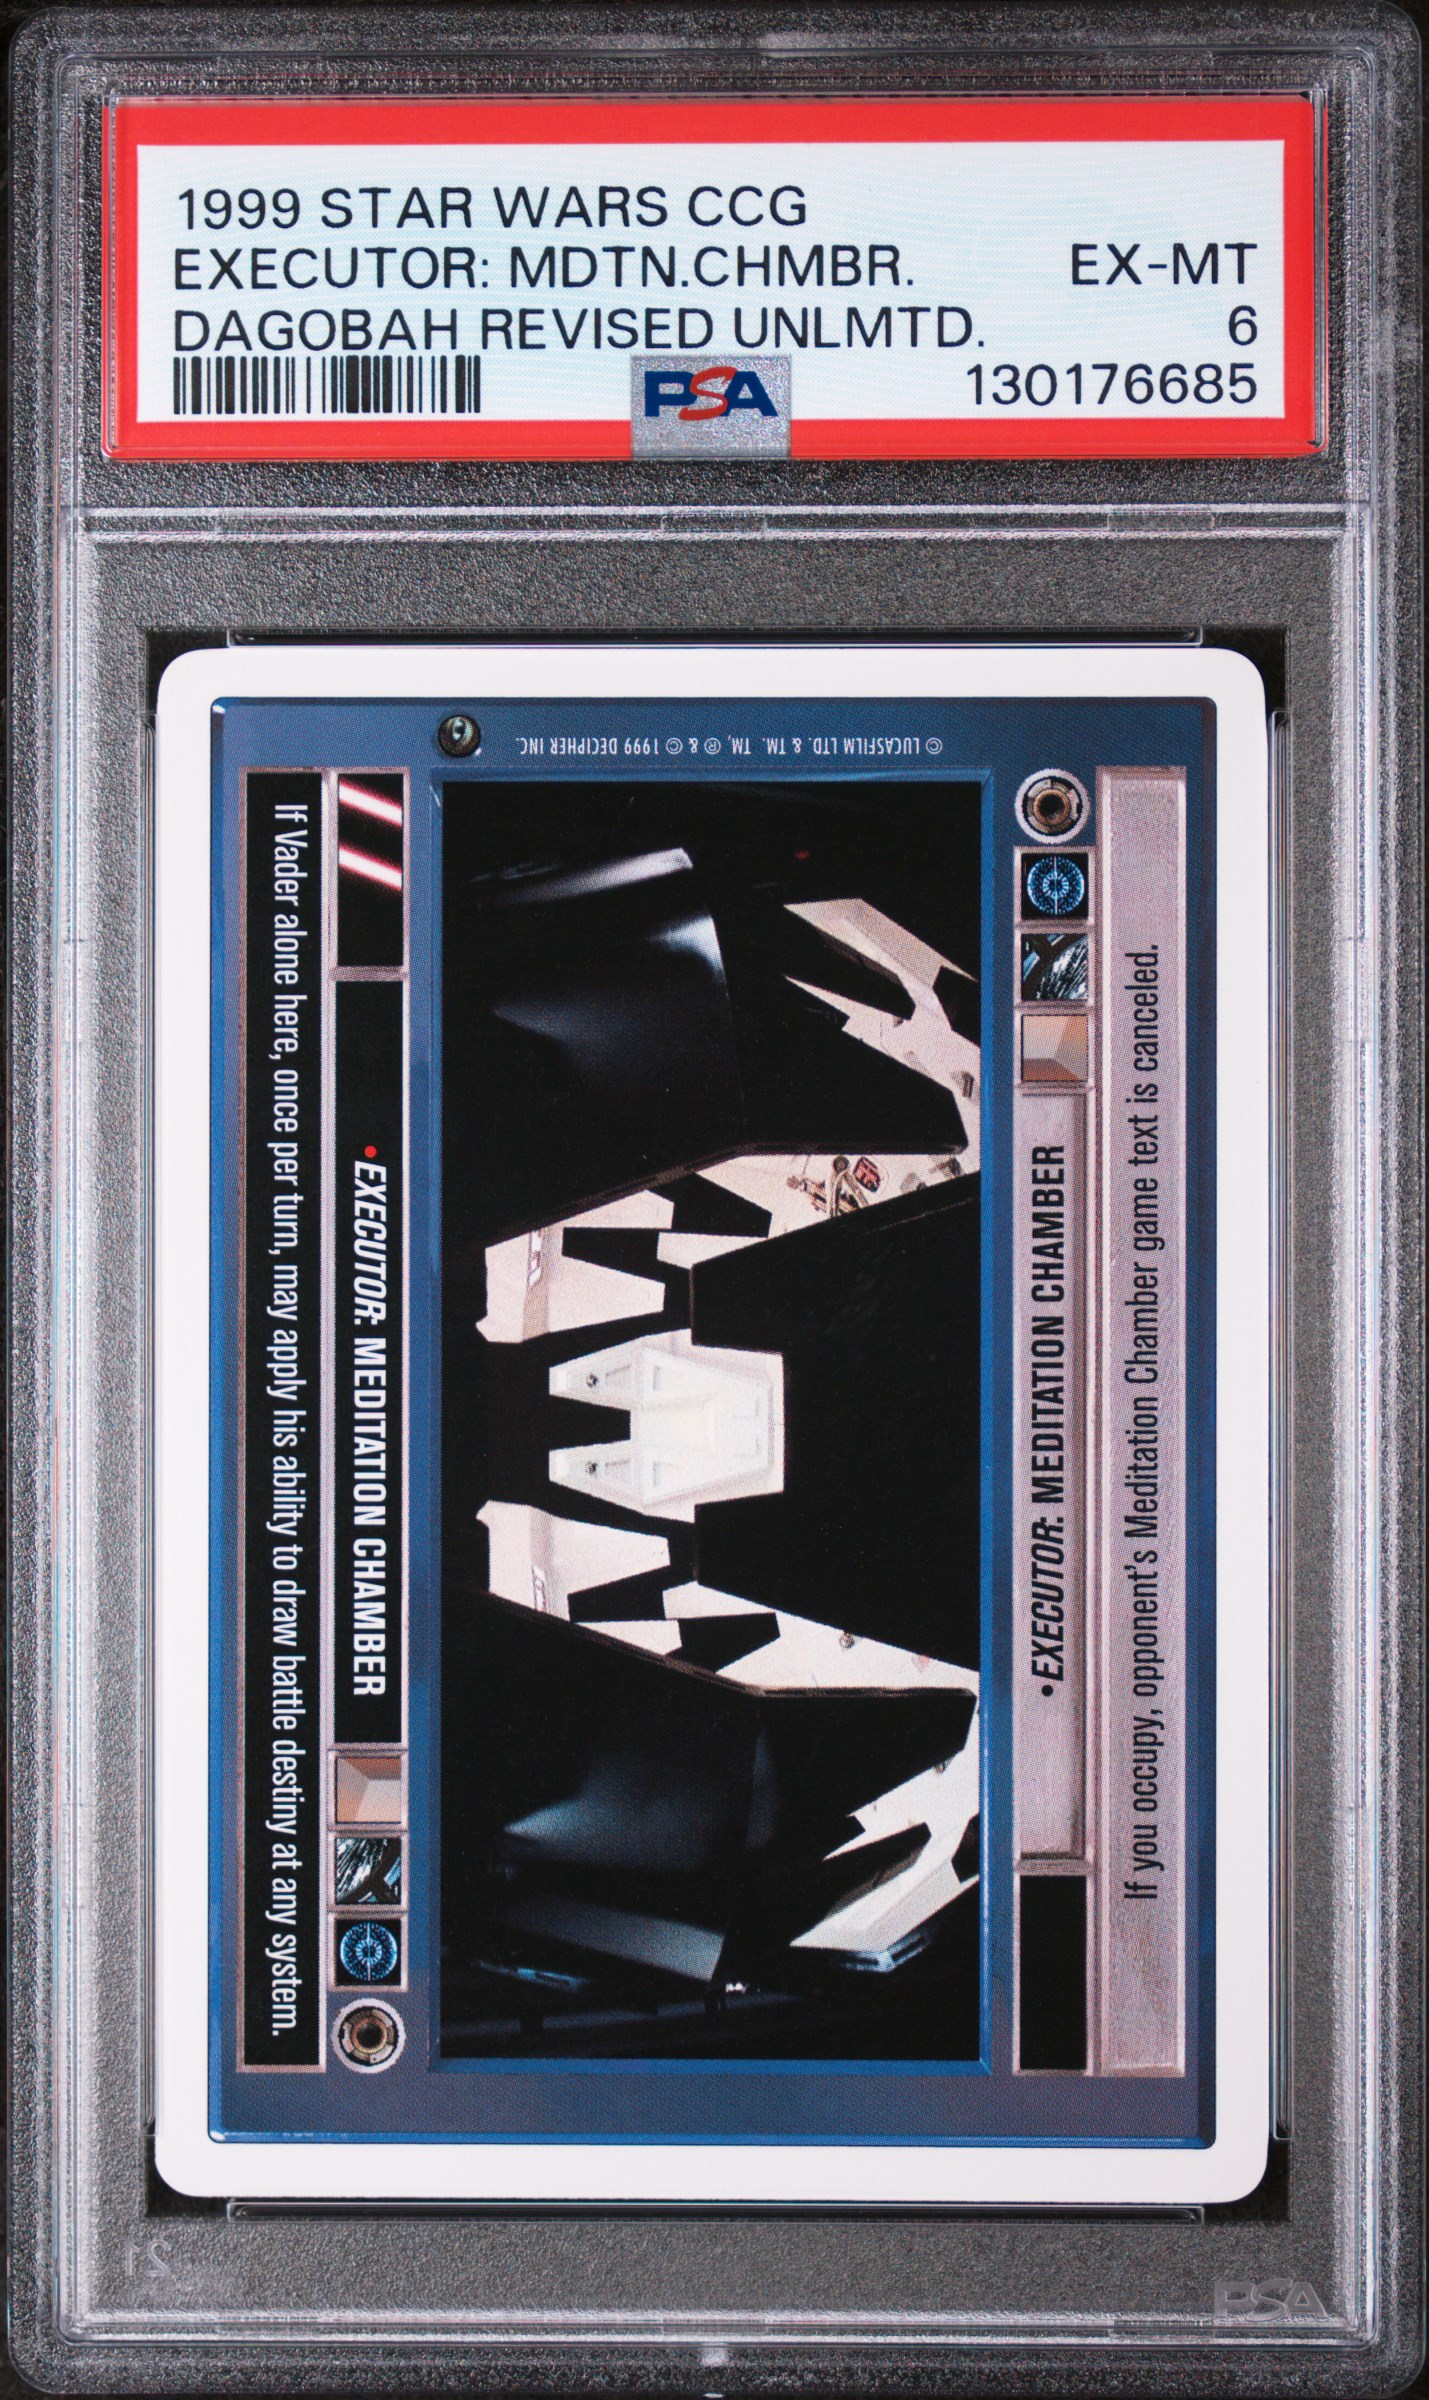 1999 STAR WARS CCG
EXECUTOR: MDTN.CHMBR. EX-MT
DAGOBAH REVISED UNLMTD. 6
PSA 130176685
© LUCASFILM LTD. & TM. TM, ® & © 1999 DECIPHER INC.
If Vader alone here, once per turn, may apply his ability to draw battle destiny at any system.
•EXECUTOR: MEDITATION CHAMBER
•EXECUTOR: MEDITATION CHAMBER
If you occupy, opponent's Meditation Chamber game text is canceled.
21
PSA